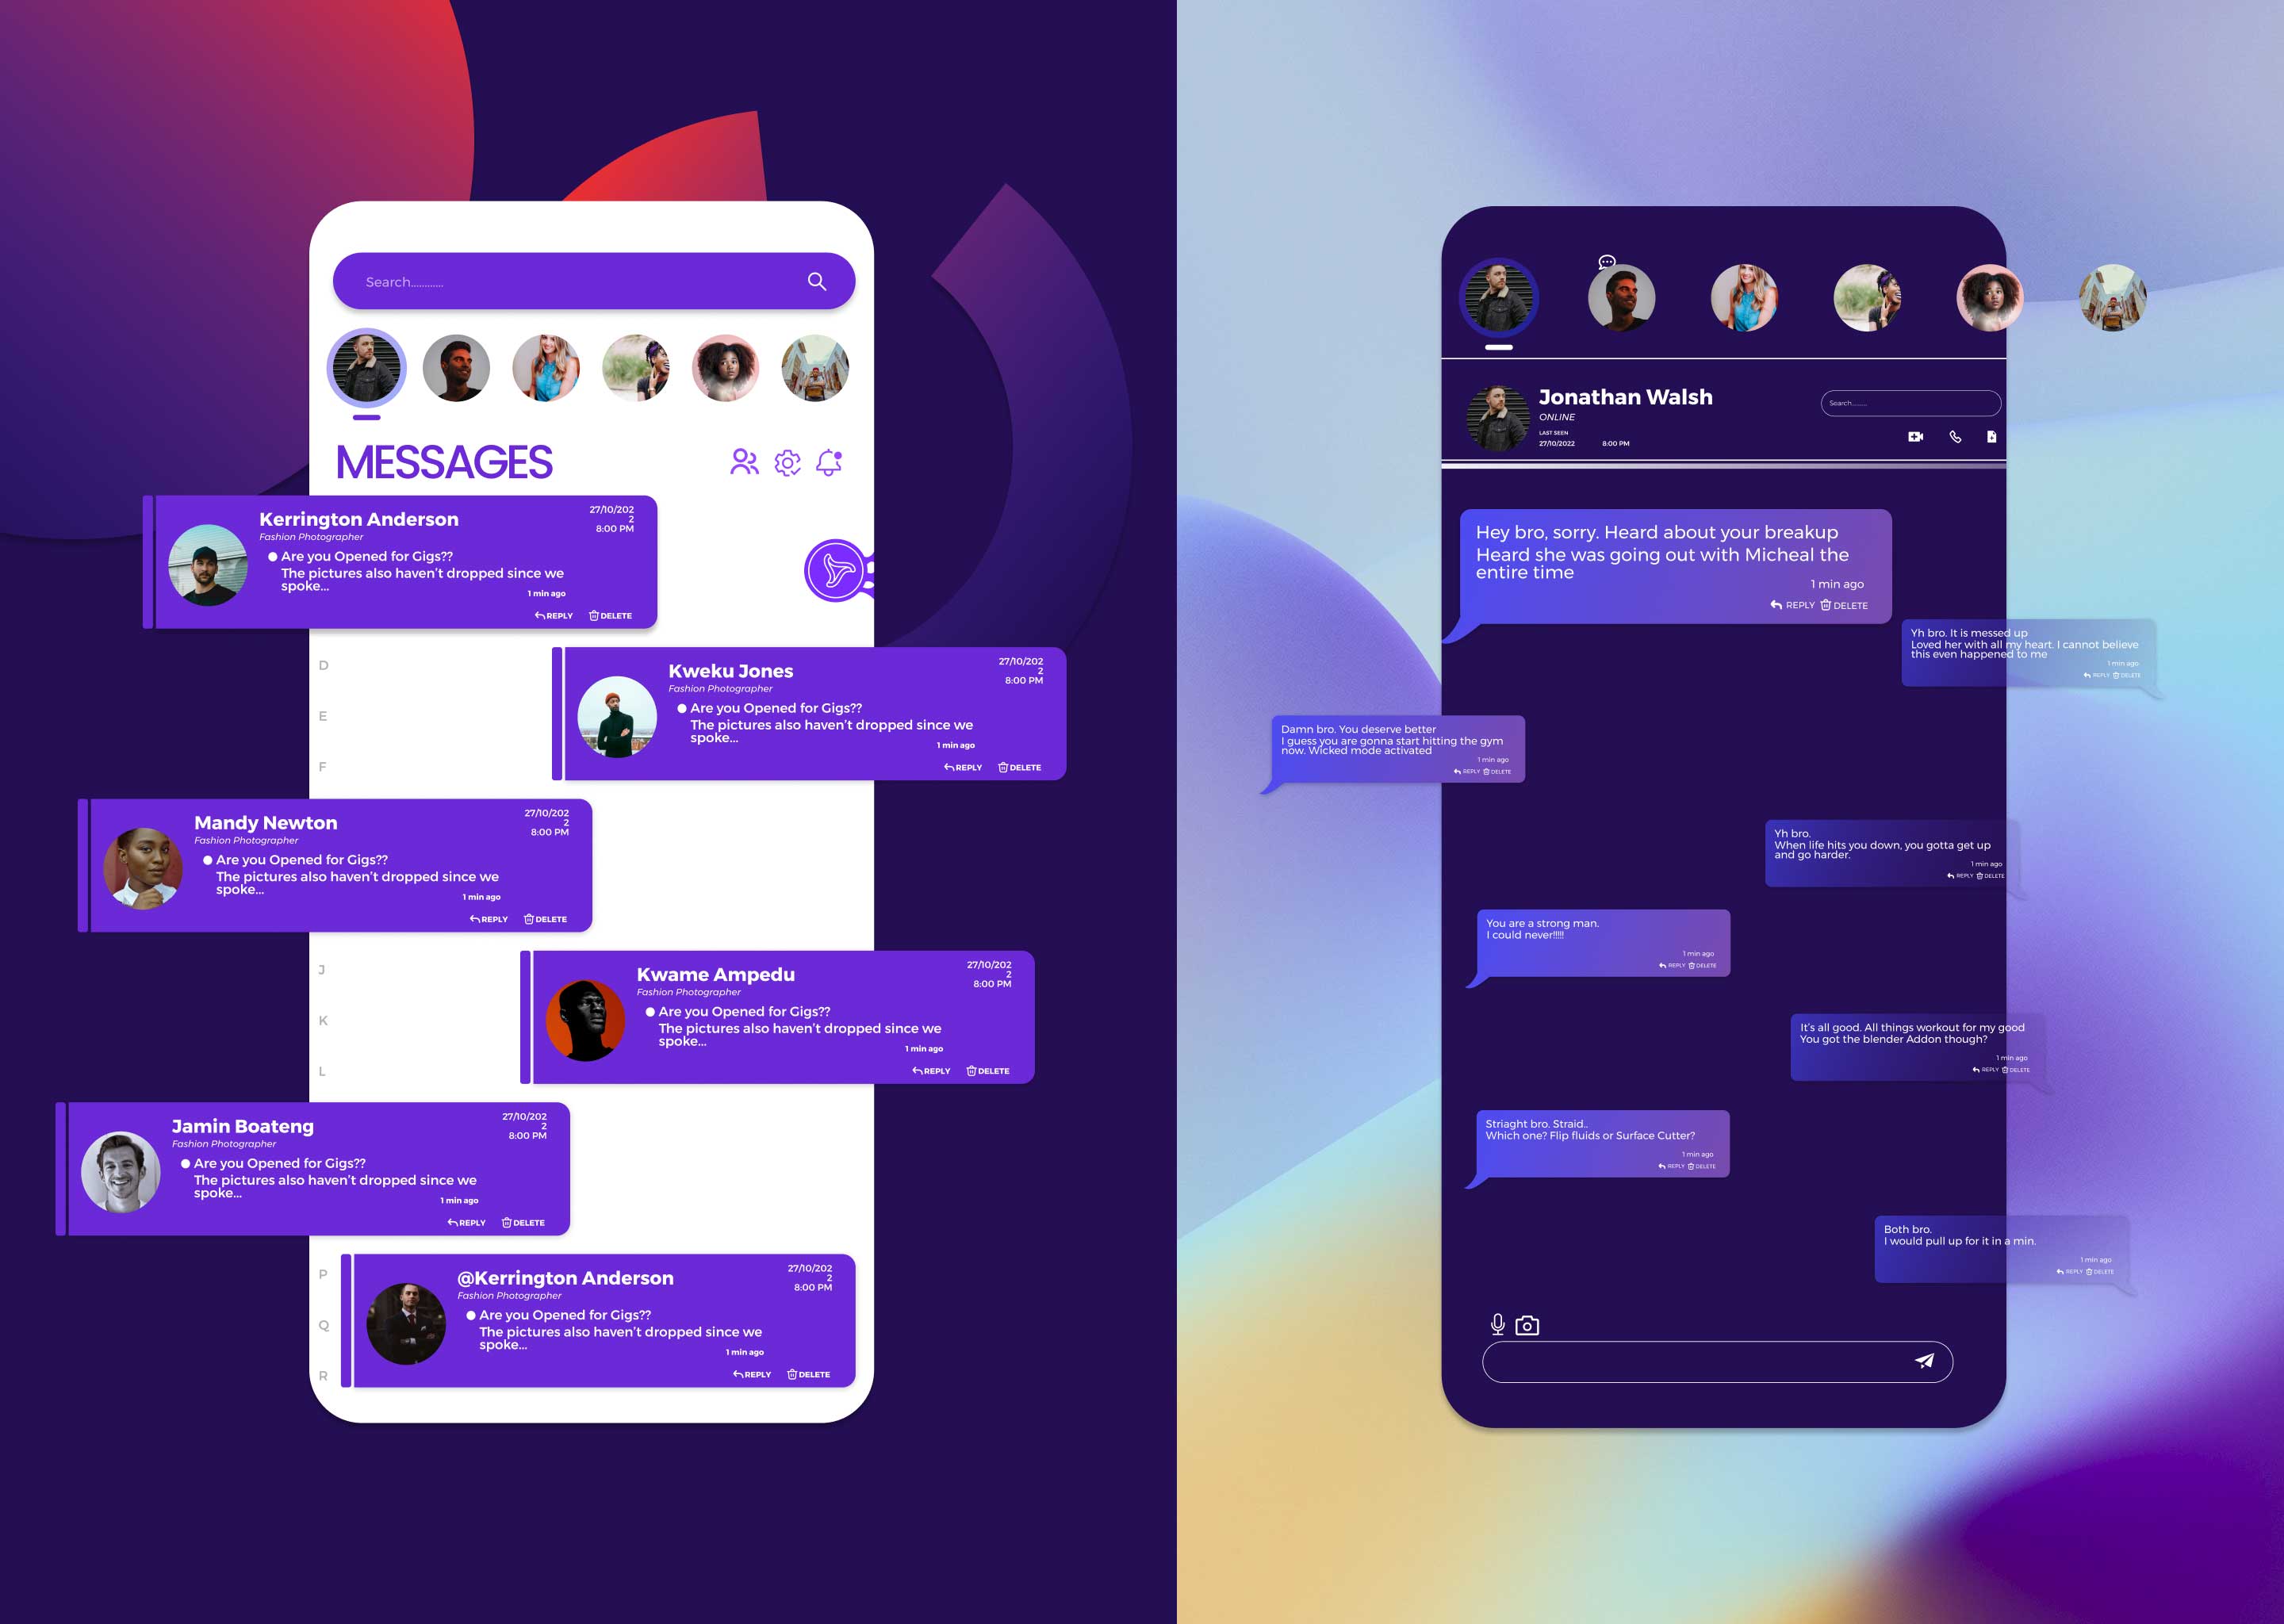 Search............
MESSAGES
Kerrington Anderson
Fashion Photographer
27/10/202
2
8:00 PM
Are you Opened for Gigs??
The pictures also haven't dropped since we
spoke...
1 min ago
REPLY DELETE
D
E
F
Kweku Jones
Fashion Photographer
27/10/202
2
8:00 PM
Are you Opened for Gigs??
The pictures also haven't dropped since we
spoke...
1 min ago
REPLY DELETE
Mandy Newton
Fashion Photographer
27/10/202
2
8:00 PM
Are you Opened for Gigs??
The pictures also haven't dropped since we
spoke...
1 min ago
REPLY DELETE
J
K
L
Kwame Ampedu
Fashion Photographer
27/10/202
2
8:00 PM
Are you Opened for Gigs??
The pictures also haven't dropped since we
spoke...
1 min ago
REPLY DELETE
Jamin Boateng
Fashion Photographer
27/10/202
2
8:00 PM
Are you Opened for Gigs??
The pictures also haven't dropped since we
spoke...
1 min ago
REPLY DELETE
P
Q
R
@Kerrington Anderson
Fashion Photographer
27/10/202
2
8:00 PM
Are you Opened for Gigs??
The pictures also haven't dropped since we
spoke...
1 min ago
REPLY DELETE
Jonathan Walsh
ONLINE
LAST SEEN
27/10/2022 8:00 PM
Search............
Hey bro, sorry. Heard about your breakup
Heard she was going out with Micheal the
entire time
1 min ago
REPLY DELETE
Yh bro. It is messed up
Loved her with all my heart. I cannot believe
this even happened to me
1 min ago
REPLY DELETE
Damn bro. You deserve better
I guess you are gonna start hitting the gym
now. Wicked mode activated
1 min ago
REPLY DELETE
Yh bro.
When life hits you down, you gotta get up
and go harder.
1 min ago
REPLY DELETE
You are a strong man.
I could never!!!!!
1 min ago
REPLY DELETE
It's all good. All things workout for my good
You got the blender Addon though?
1 min ago
REPLY DELETE
Striaght bro. Straid..
Which one? Flip fluids or Surface Cutter?
1 min ago
REPLY DELETE
Both bro.
I would pull up for it in a min.
1 min ago
REPLY DELETE